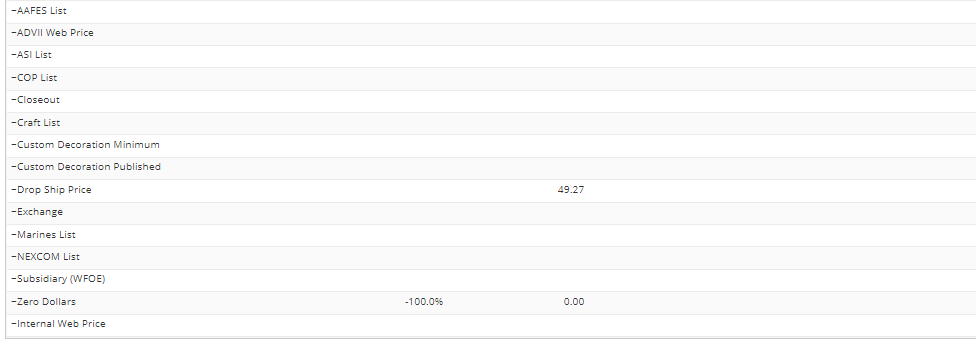 –AAFES List
–ADVII Web Price
–ASI List
–COP List
–Closeout
–Craft List
–Custom Decoration Minimum
–Custom Decoration Published
–Drop Ship Price 49.27
–Exchange
–Marines List
–NEXCOM List
–Subsidiary (WFOE)
–Zero Dollars -100.0% 0.00
–Internal Web Price